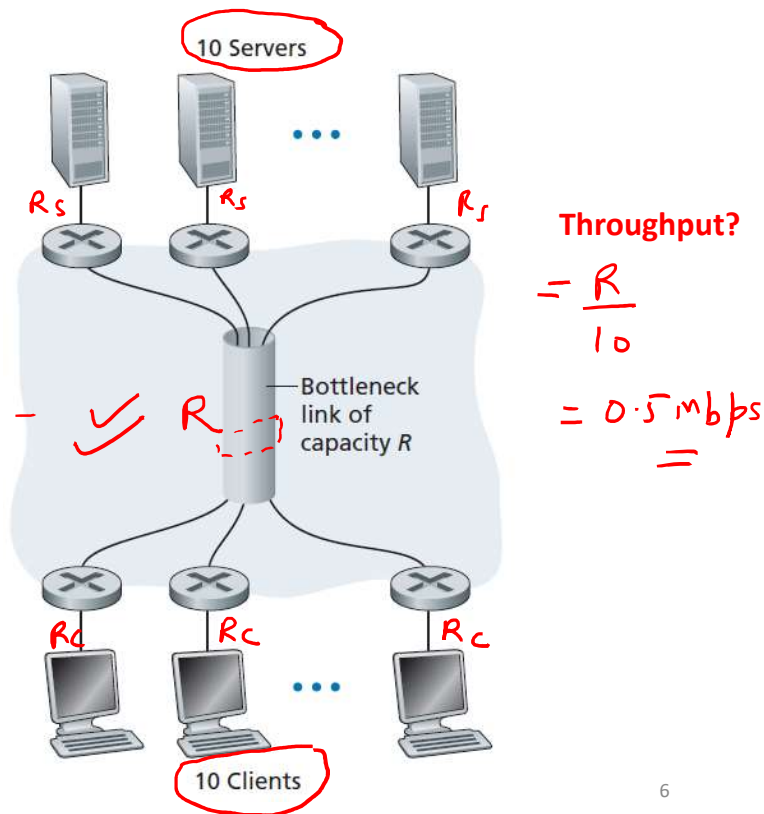 10 Servers
Rs Rs Rs
Throughput?
= R
10
Bottleneck
R link of
capacity R
= 0.5 mbps
Rc Rc Rc
10 Clients
6